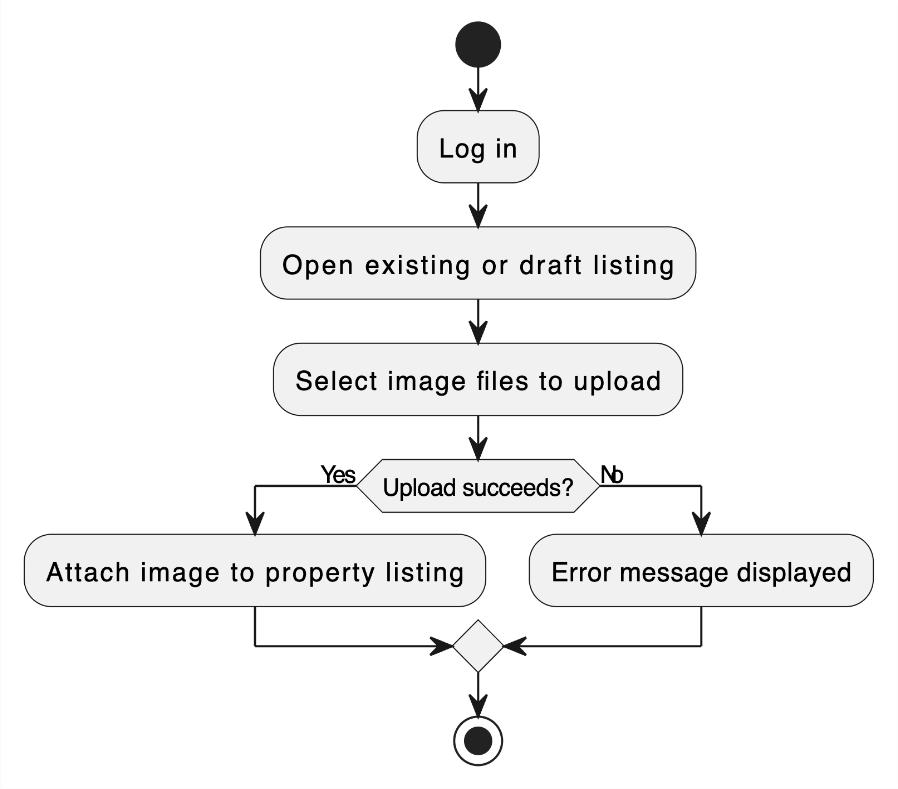 Log in
Open existing or draft listing
Select image files to upload
Yes
Upload succeeds?
No
Attach image to property listing
Error message displayed